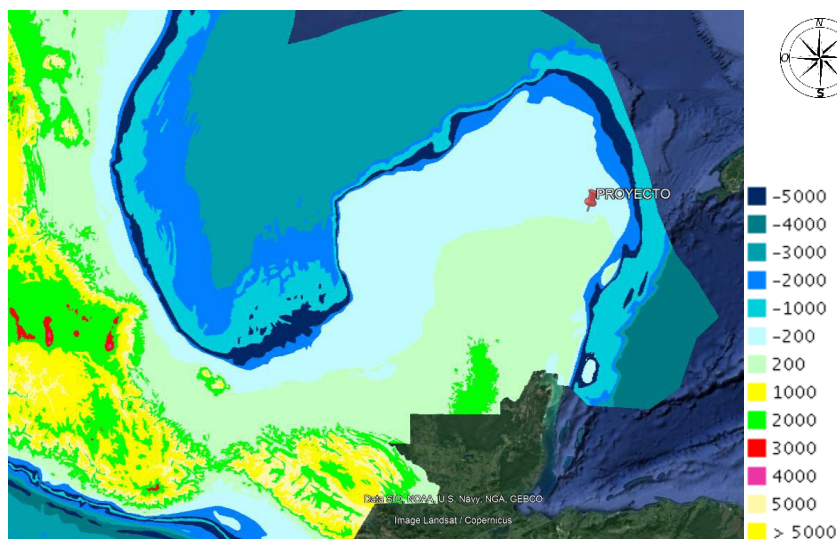 N
O
S
PROYECTO
-5000
-4000
-3000
-2000
-1000
-200
200
1000
2000
3000
4000
5000
> 5000
Data SIO, NOAA, U.S. Navy, NGA, GEBCO
Image Landsat / Copernicus